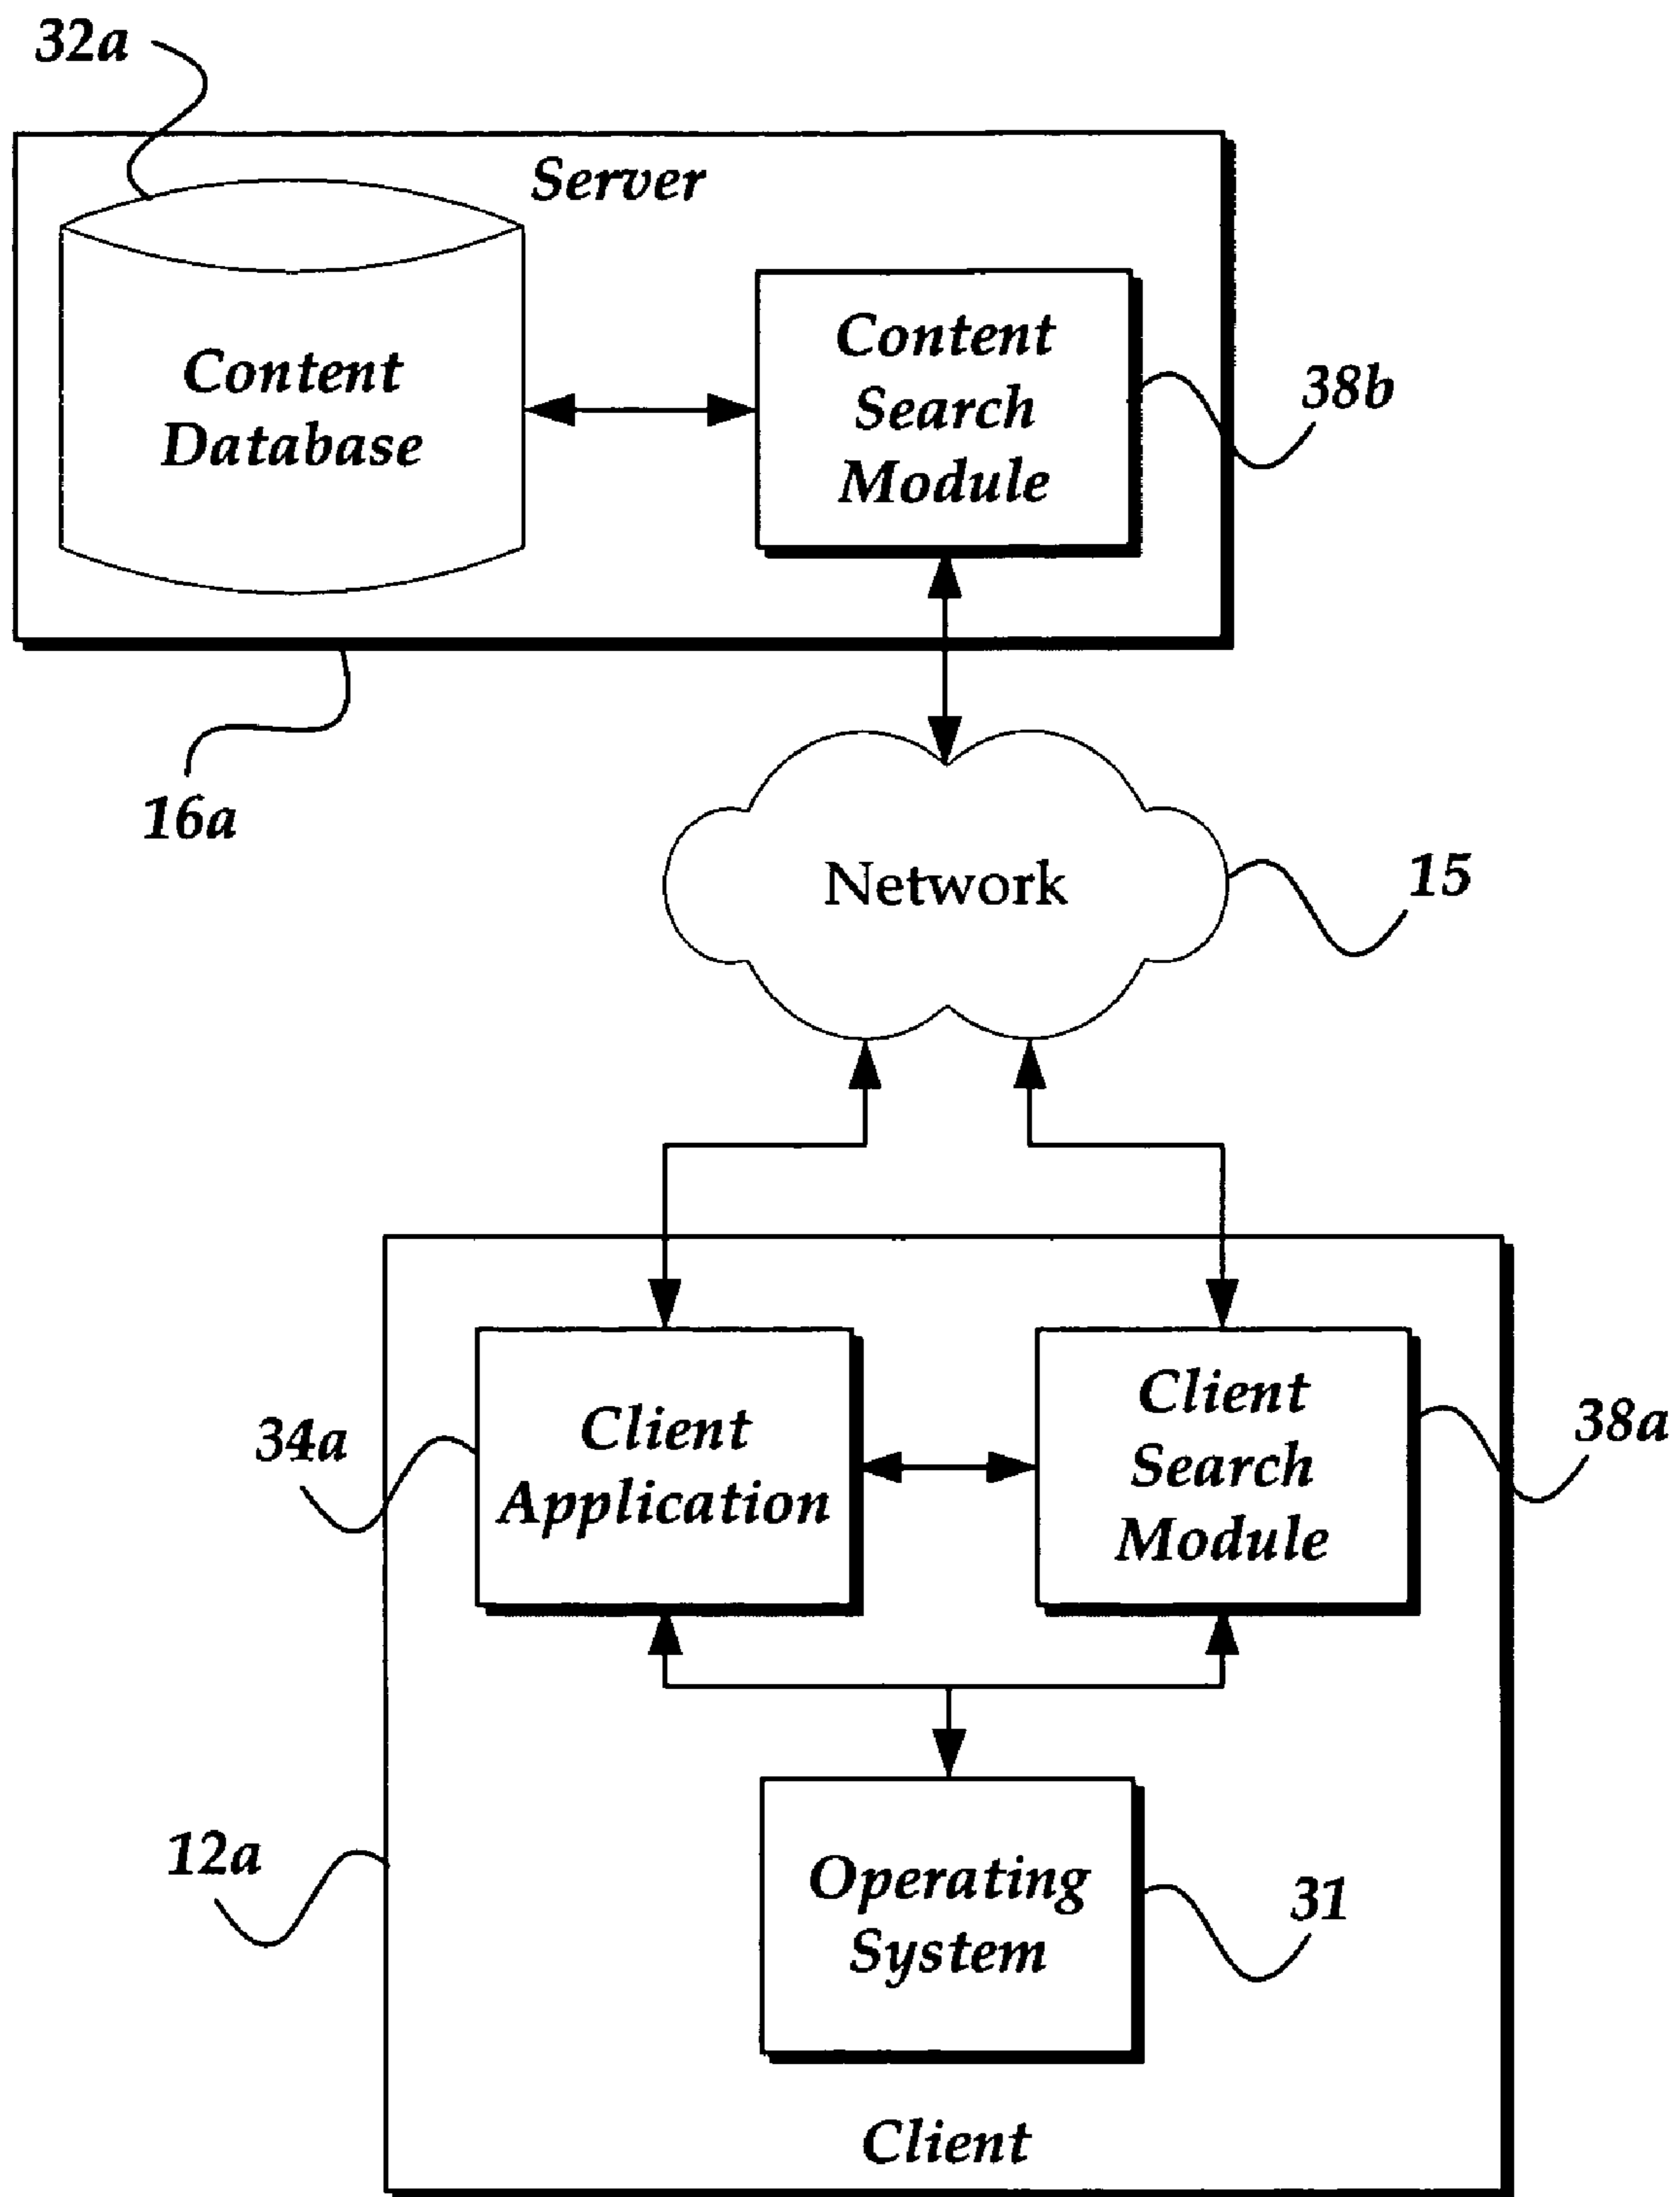 32a
Server
Content
Database
Content
Search
Module
38b
16a
Network
15
34a
Client
Application
Client
Search
Module
38a
12a
Operating
System
31
Client